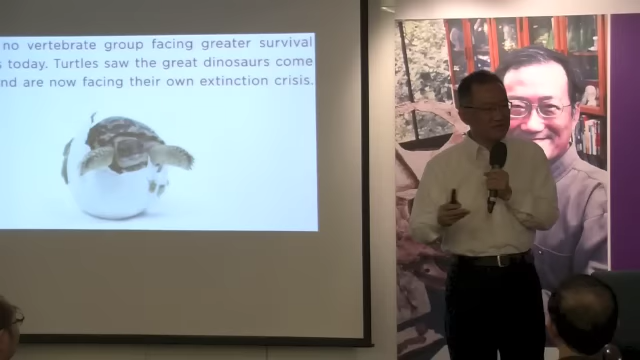 no vertebrate group facing greater survival
s today. Turtles saw the great dinosaurs come
nd are now facing their own extinction crisis.